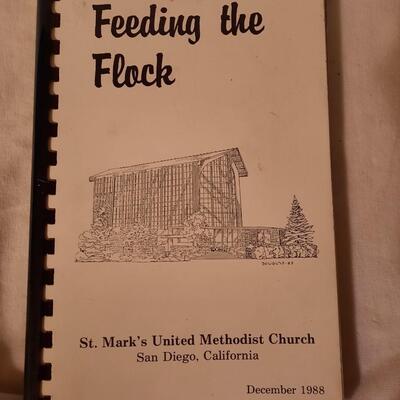 Feeding the
Flock
St. Mark's United Methodist Church
San Diego, California
December 1988